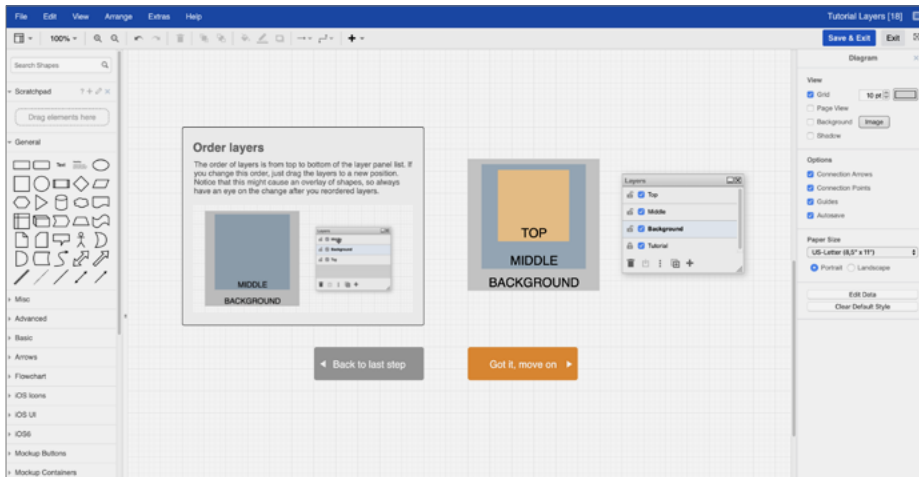 File Edit View Arrange Extras Help Tutorial Layers [18]
100% Save & Exit Exit
Search Shapes
Scratchpad
Drag elements here
General
Text
Misc
Advanced
Basic
Arrows
Flowchart
iOS Icons
iOS UI
iOS6
Mockup Buttons
Mockup Containers
Order layers
The order of layers is from top to bottom of the layer panel list. If
you change this order, just drag the layers to a new position.
Notice that this might cause an overlay of shapes, so always
have an eye on the change after you reordered layers.
MIDDLE
BACKGROUND
Layers
Background
Top
TOP
MIDDLE
BACKGROUND
Layers
Top
Middle
Background
Tutorial
Back to last step
Got it, move on
Diagram
View
Grid 10 pt
Page View
Background Image
Shadow
Options
Connection Arrows
Connection Points
Guides
Autosave
Paper Size
US-Letter (8,5" x 11")
Portrait Landscape
Edit Data
Clear Default Style